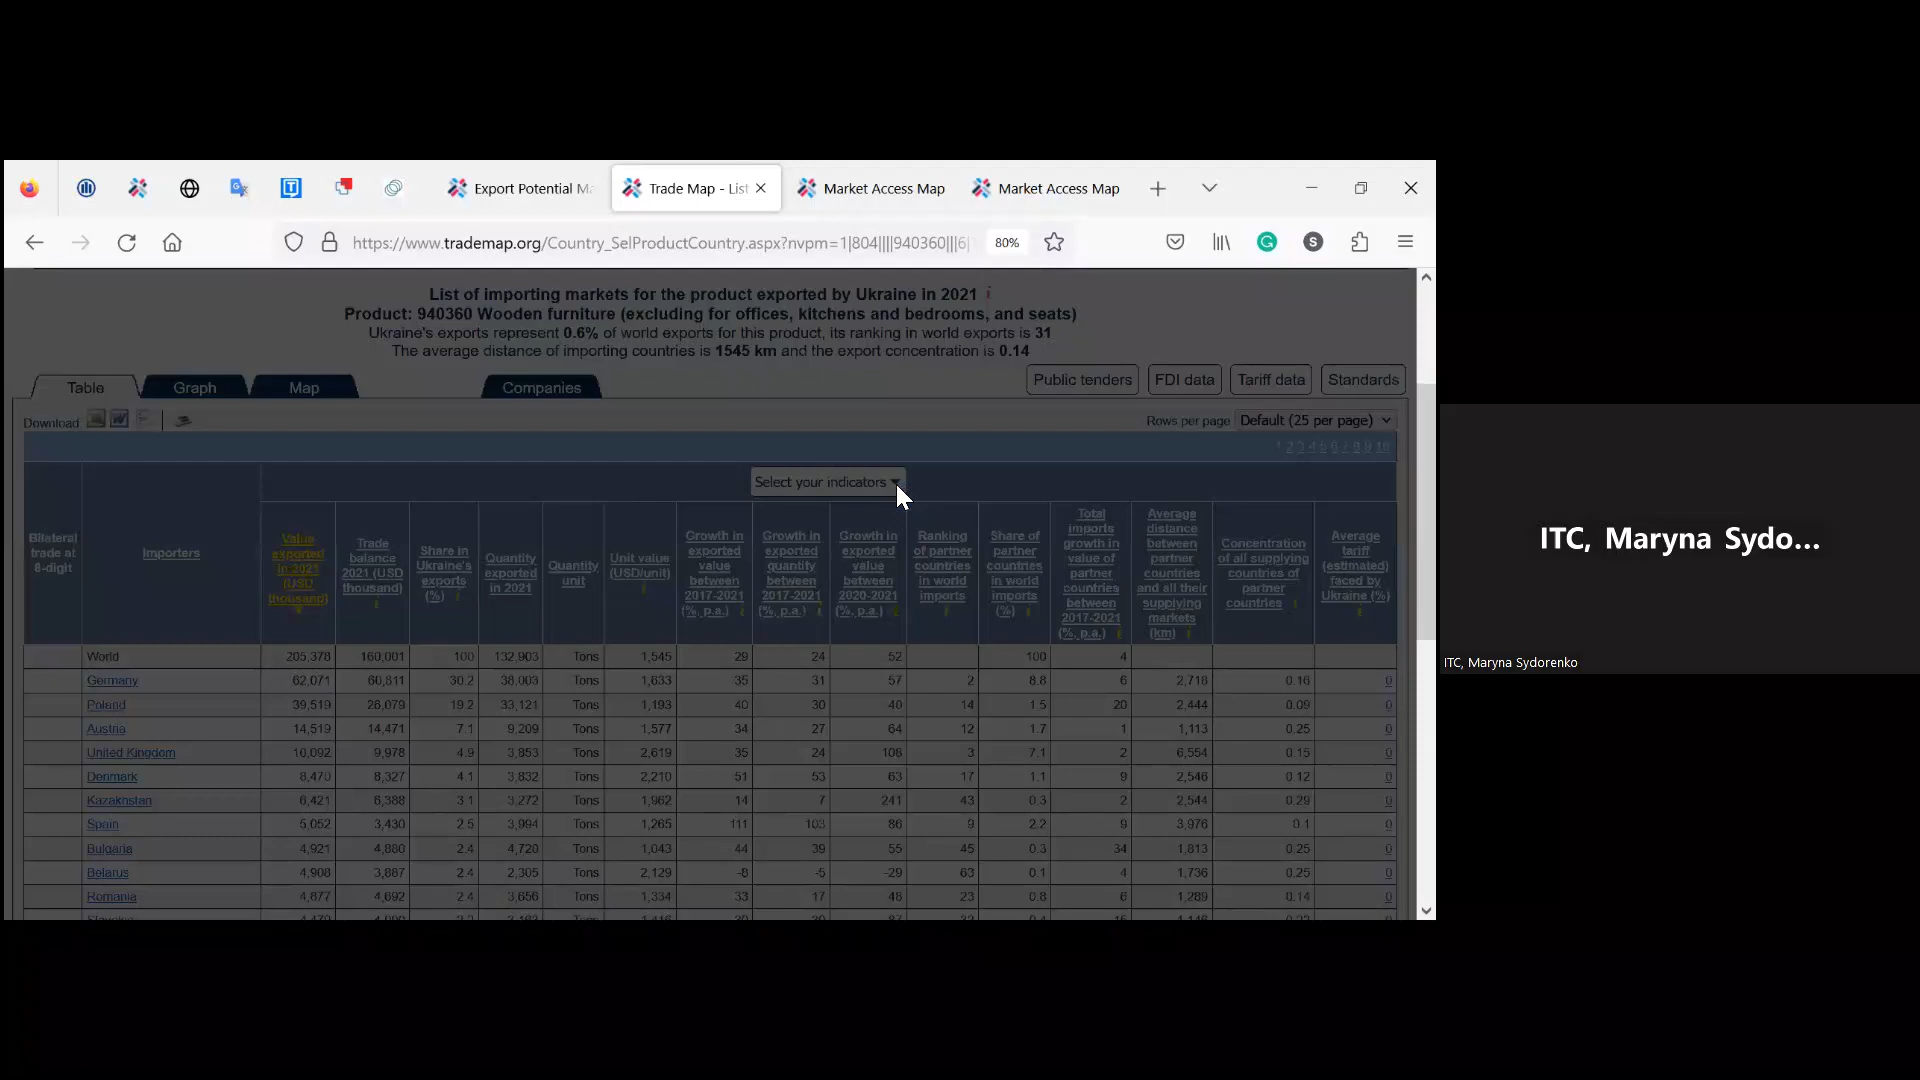 Export Potential M
Trade Map - List
Market Access Map
Market Access Map
https://www.trademap.org/Country_SelProductCountry.aspx?nvpm=1|804||||940360|||6|
80%
S
List of importing markets for the product exported by Ukraine in 2021 i
Product: 940360 Wooden furniture (excluding for offices, kitchens and bedrooms, and seats)
Ukraine's exports represent 0.6% of world exports for this product, its ranking in world exports is 31
The average distance of importing countries is 1545 km and the export concentration is 0.14
Table Graph Map Companies Public tenders FDI data Tariff data Standards
Download Rows per page Default (25 per page)
1 2 3 4 5 6 7 8 9 10
Select your indicators
Bilateral trade at 8-digit
Importers
Value exported in 2021 (USD thousand)
Trade balance 2021 (USD thousand)
Share in Ukraine's exports (%)
Quantity exported in 2021
Quantity unit
Unit value (USD/unit)
Growth in exported value between 2017-2021 (%, p.a.)
Growth in exported quantity between 2017-2021 (%, p.a.)
Growth in exported value between 2020-2021 (%, p.a.)
Ranking of partner countries in world imports
Share of partner countries in world imports (%)
Total imports growth in value of partner countries between 2017-2021 (%, p.a.)
Average distance between partner countries and all their supplying markets (km)
Concentration of all supplying countries of partner countries
Average tariff (estimated) faced by Ukraine (%)
World 205,378 160,001 100 132,903 Tons 1,545 29 24 52 100 4
Germany 62,071 60,811 30.2 38,003 Tons 1,633 35 31 57 2 8.8 6 2,718 0.16 0
Poland 39,519 26,079 19.2 33,121 Tons 1,193 40 30 40 14 1.5 20 2,444 0.09 0
Austria 14,519 14,471 7.1 9,209 Tons 1,577 34 27 64 12 1.7 1 1,113 0.25 0
United Kingdom 10,092 9,978 4.9 3,853 Tons 2,619 35 24 106 3 7.1 2 6,554 0.15 0
Denmark 8,470 8,327 4.1 3,832 Tons 2,210 51 53 63 17 1.1 9 2,546 0.12 0
Kazakhstan 6,421 6,388 3.1 3,272 Tons 1,962 14 7 241 43 0.3 2 2,544 0.29 0
Spain 5,052 3,430 2.5 3,994 Tons 1,265 111 103 86 9 2.2 9 3,976 0.1 0
Bulgaria 4,921 4,880 2.4 4,720 Tons 1,043 44 39 55 45 0.3 34 1,813 0.25 0
Belarus 4,908 3,887 2.4 2,305 Tons 2,129 -8 -5 -29 63 0.1 4 1,736 0.25 0
Romania 4,877 4,692 2.4 3,656 Tons 1,334 33 17 48 23 0.8 6 1,289 0.14 0
ITC, Maryna Sydo...
ITC, Maryna Sydorenko